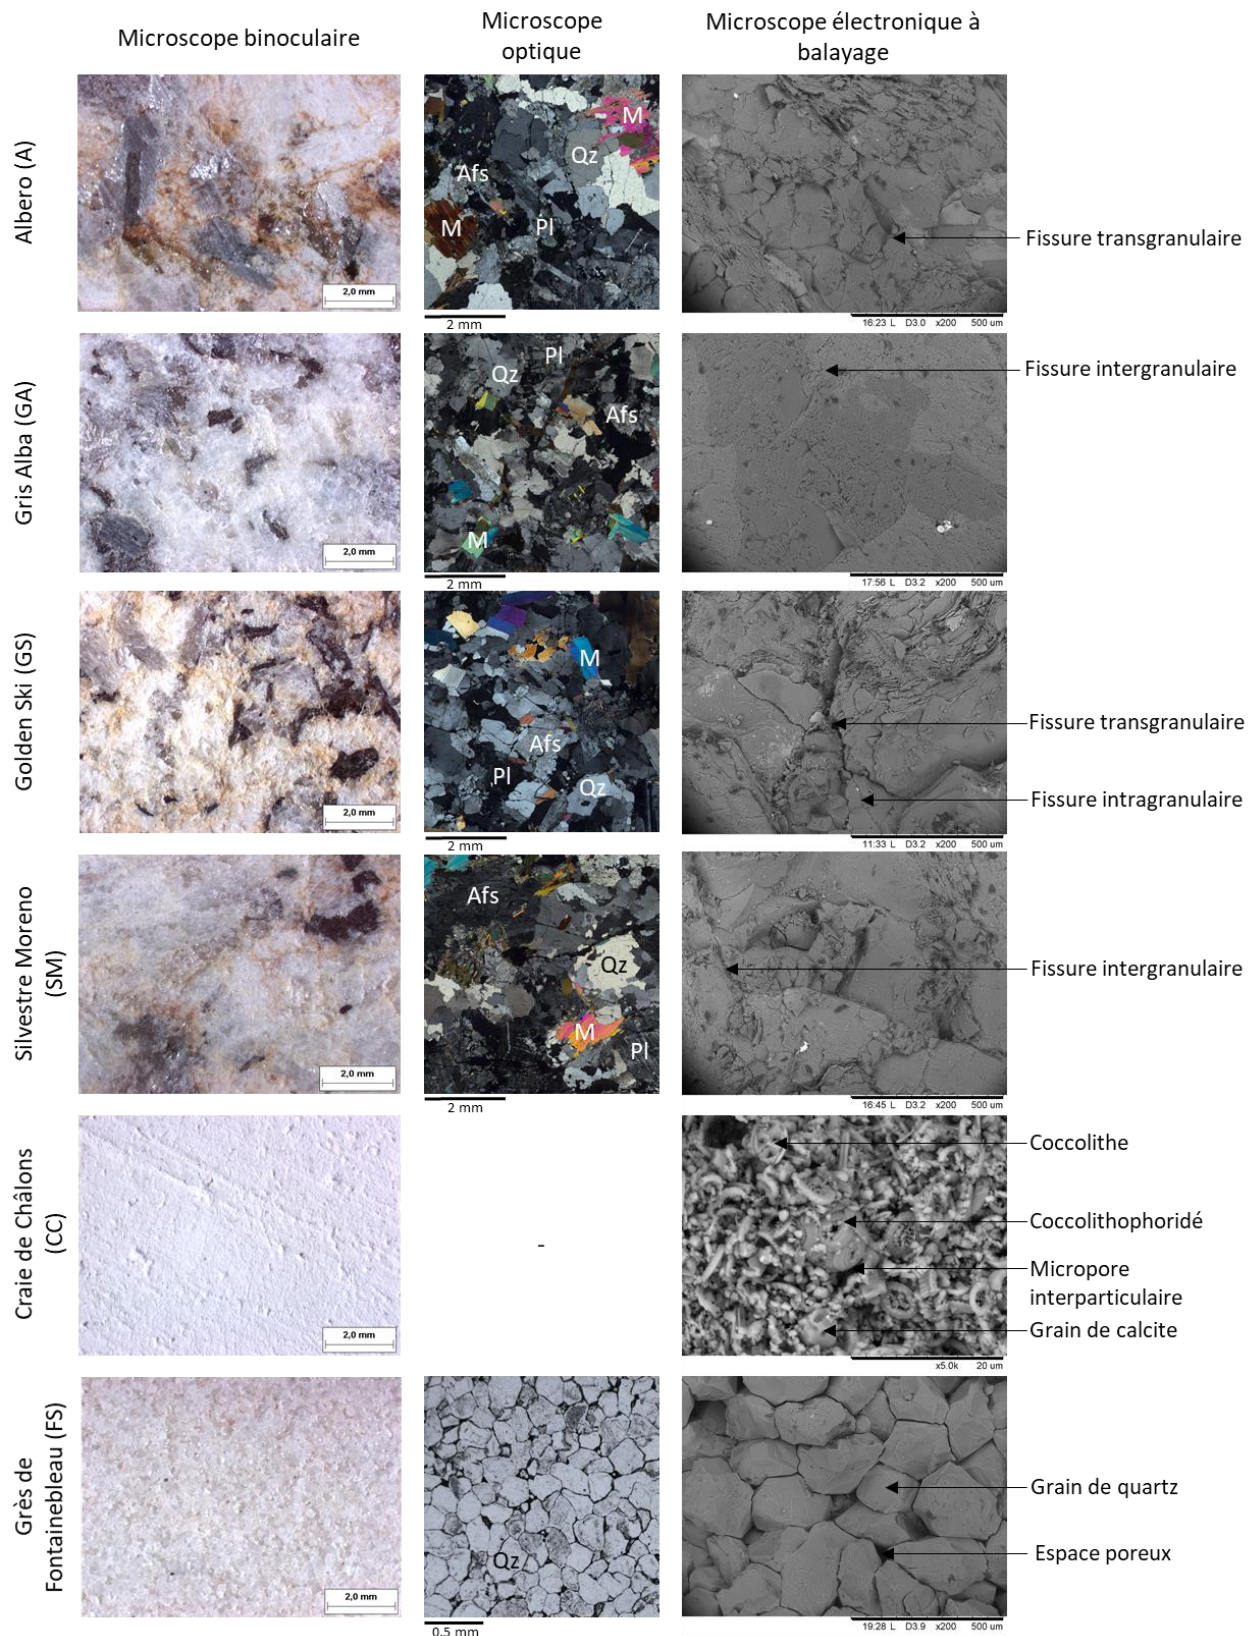 Microscope binoculaire
Microscope
optique
Microscope électronique à
balayage
Albero (A)
2,0 mm
M
Qz
Afs
M
Pl
2 mm
16:23 L D3.0 x200 500 um
Fissure transgranulaire
Gris Alba (GA)
2,0 mm
Pl
Qz
Afs
M
2 mm
17:56 L D3.2 x200 500 um
Fissure intergranulaire
Golden Ski (GS)
2,0 mm
M
Afs
Pl
Qz
2 mm
11:33 L D3.2 x200 500 um
Fissure transgranulaire
Fissure intragranulaire
Silvestre Moreno
(SM)
2,0 mm
Afs
Qz
M
Pl
2 mm
16:45 L D3.2 x200 500 um
Fissure intergranulaire
Craie de Châlons
(CC)
2,0 mm
-
x5.0k 20 um
Coccolithe
Coccolithophoridé
Micropore
interparticulaire
Grain de calcite
Grès de
Fontainebleau (FS)
2,0 mm
Qz
0.5 mm
19:28 L D3.9 x200 500 um
Grain de quartz
Espace poreux